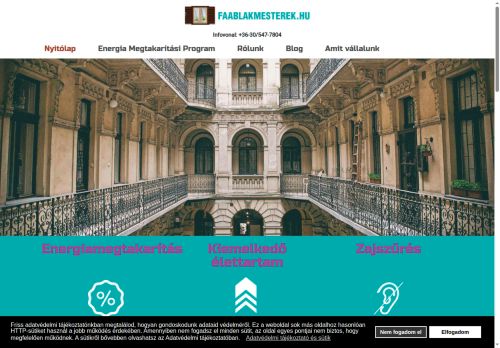 FAABLAKMESTEREK.HU
Infovonal: +36-30/547-7804
Nyitólap Energia Megtakarítási Program Rólunk Blog Amit vállalunk
Energiamegtakarítás Kiemelkedő Zajszűrés
élettartam
Friss adatvédelmi tájékoztatónkban megtalálod, hogyan gondoskodunk adataid védelméről. Ez a weboldal sok más oldalhoz hasonlóan
HTTP-sütiket használ a jobb működés érdekében. Amennyiben nem fogadsz el minden sütit, az oldal egyes pontjai nem biztos, hogy
megfelelően működnek. A sütikről bővebben olvashatsz az Adatvédelmi tájékoztatóban. Adatvédelmi tájékoztató és sütik
Nem fogadom el Elfogadom